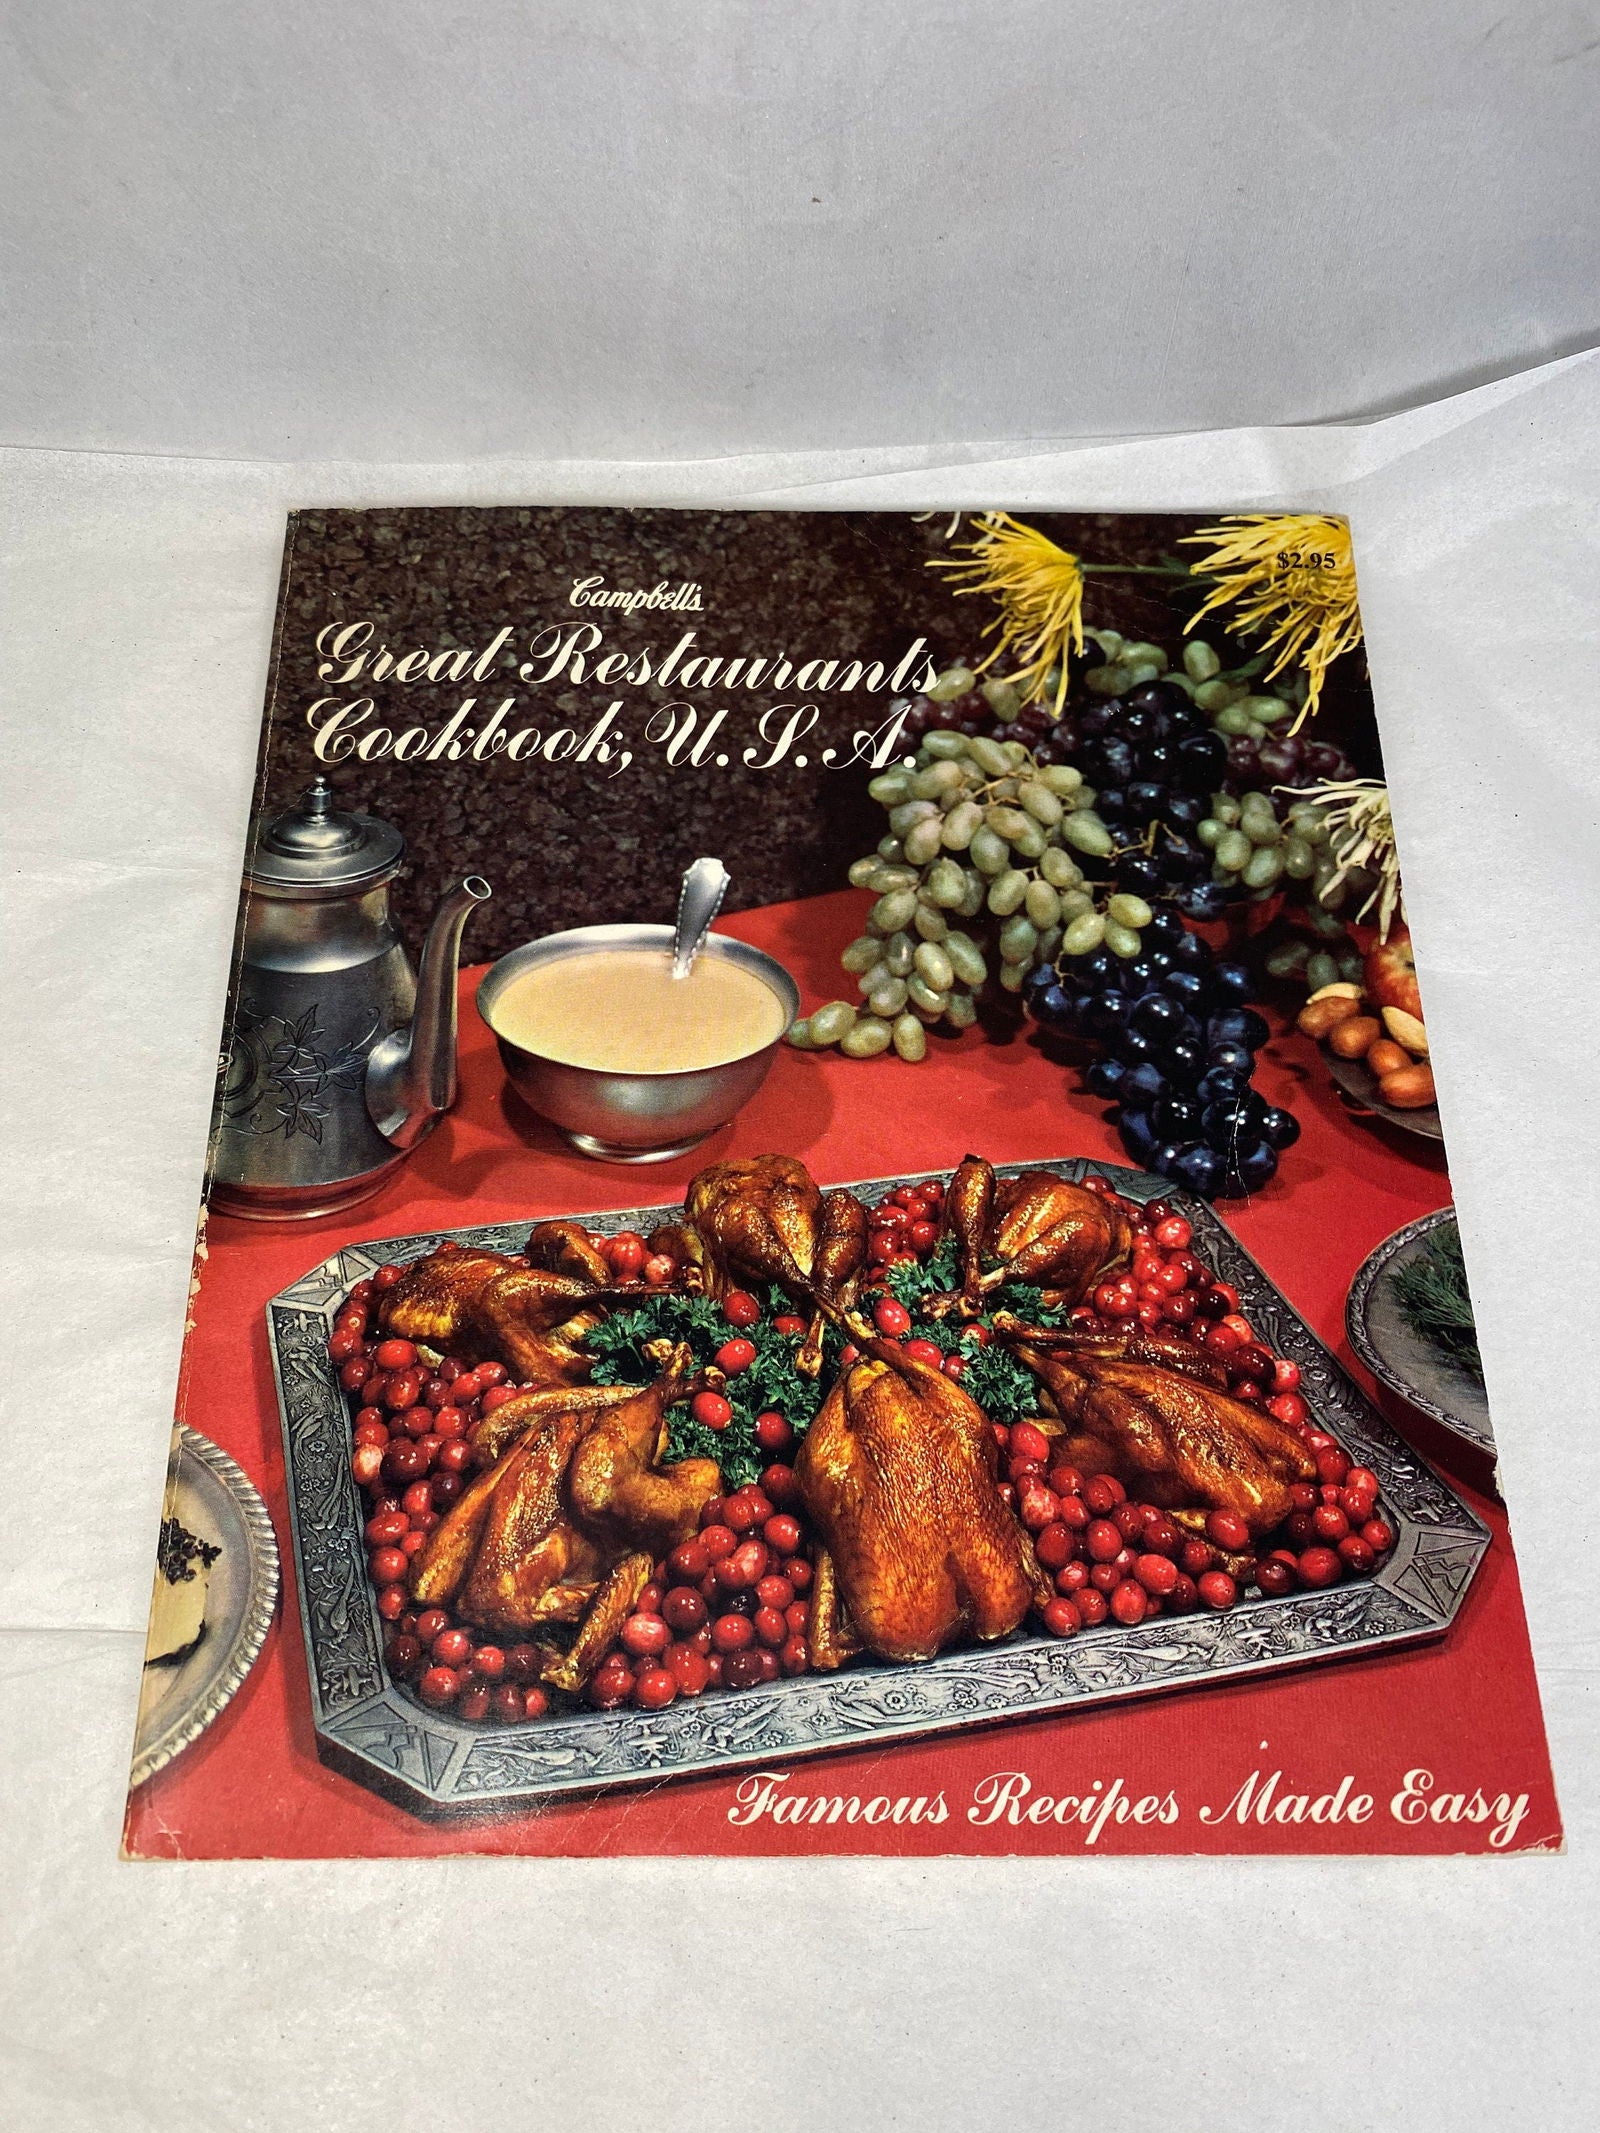 $2.95
Campbell's
Great Restaurants
Cookbook, U.S.A.
Famous Recipes Made Easy